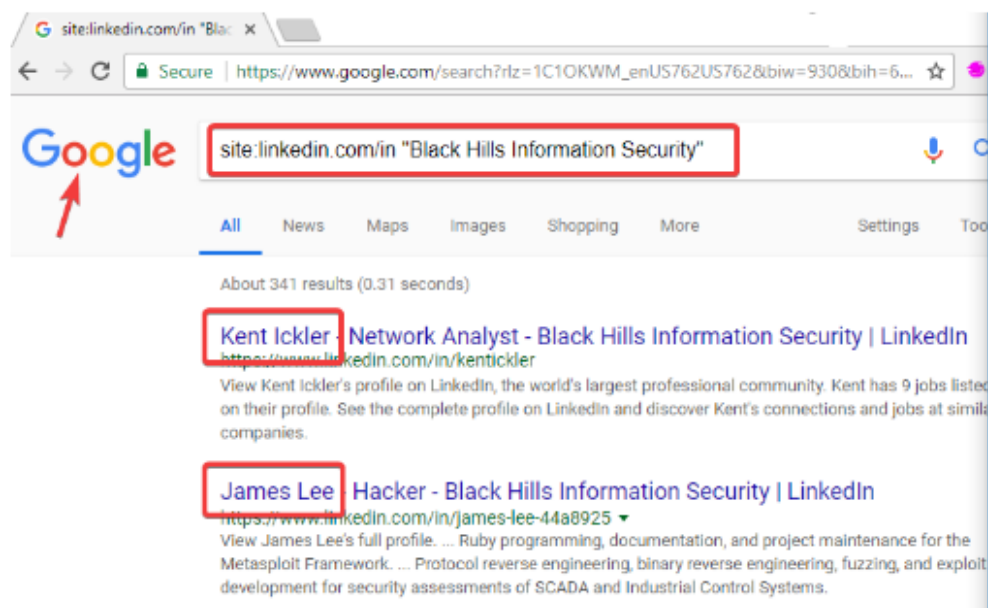 site:linkedin.com/in "Blac
Secure https://www.google.com/search?rlz=1C1OKWM_enUS762US762&biw=930&bih=6...
Google
site:linkedin.com/in "Black Hills Information Security"
All News Maps Images Shopping More Settings Too
About 341 results (0.31 seconds)
Kent Ickler - Network Analyst - Black Hills Information Security | LinkedIn
https://www.linkedin.com/in/kentickler
View Kent Ickler's profile on LinkedIn, the world's largest professional community. Kent has 9 jobs listed
on their profile. See the complete profile on LinkedIn and discover Kent's connections and jobs at simila
companies.
James Lee - Hacker - Black Hills Information Security | LinkedIn
https://www.linkedin.com/in/james-lee-44a8925
View James Lee's full profile. ... Ruby programming, documentation, and project maintenance for the
Metasploit Framework. ... Protocol reverse engineering, binary reverse engineering, fuzzing, and exploit
development for security assessments of SCADA and Industrial Control Systems.